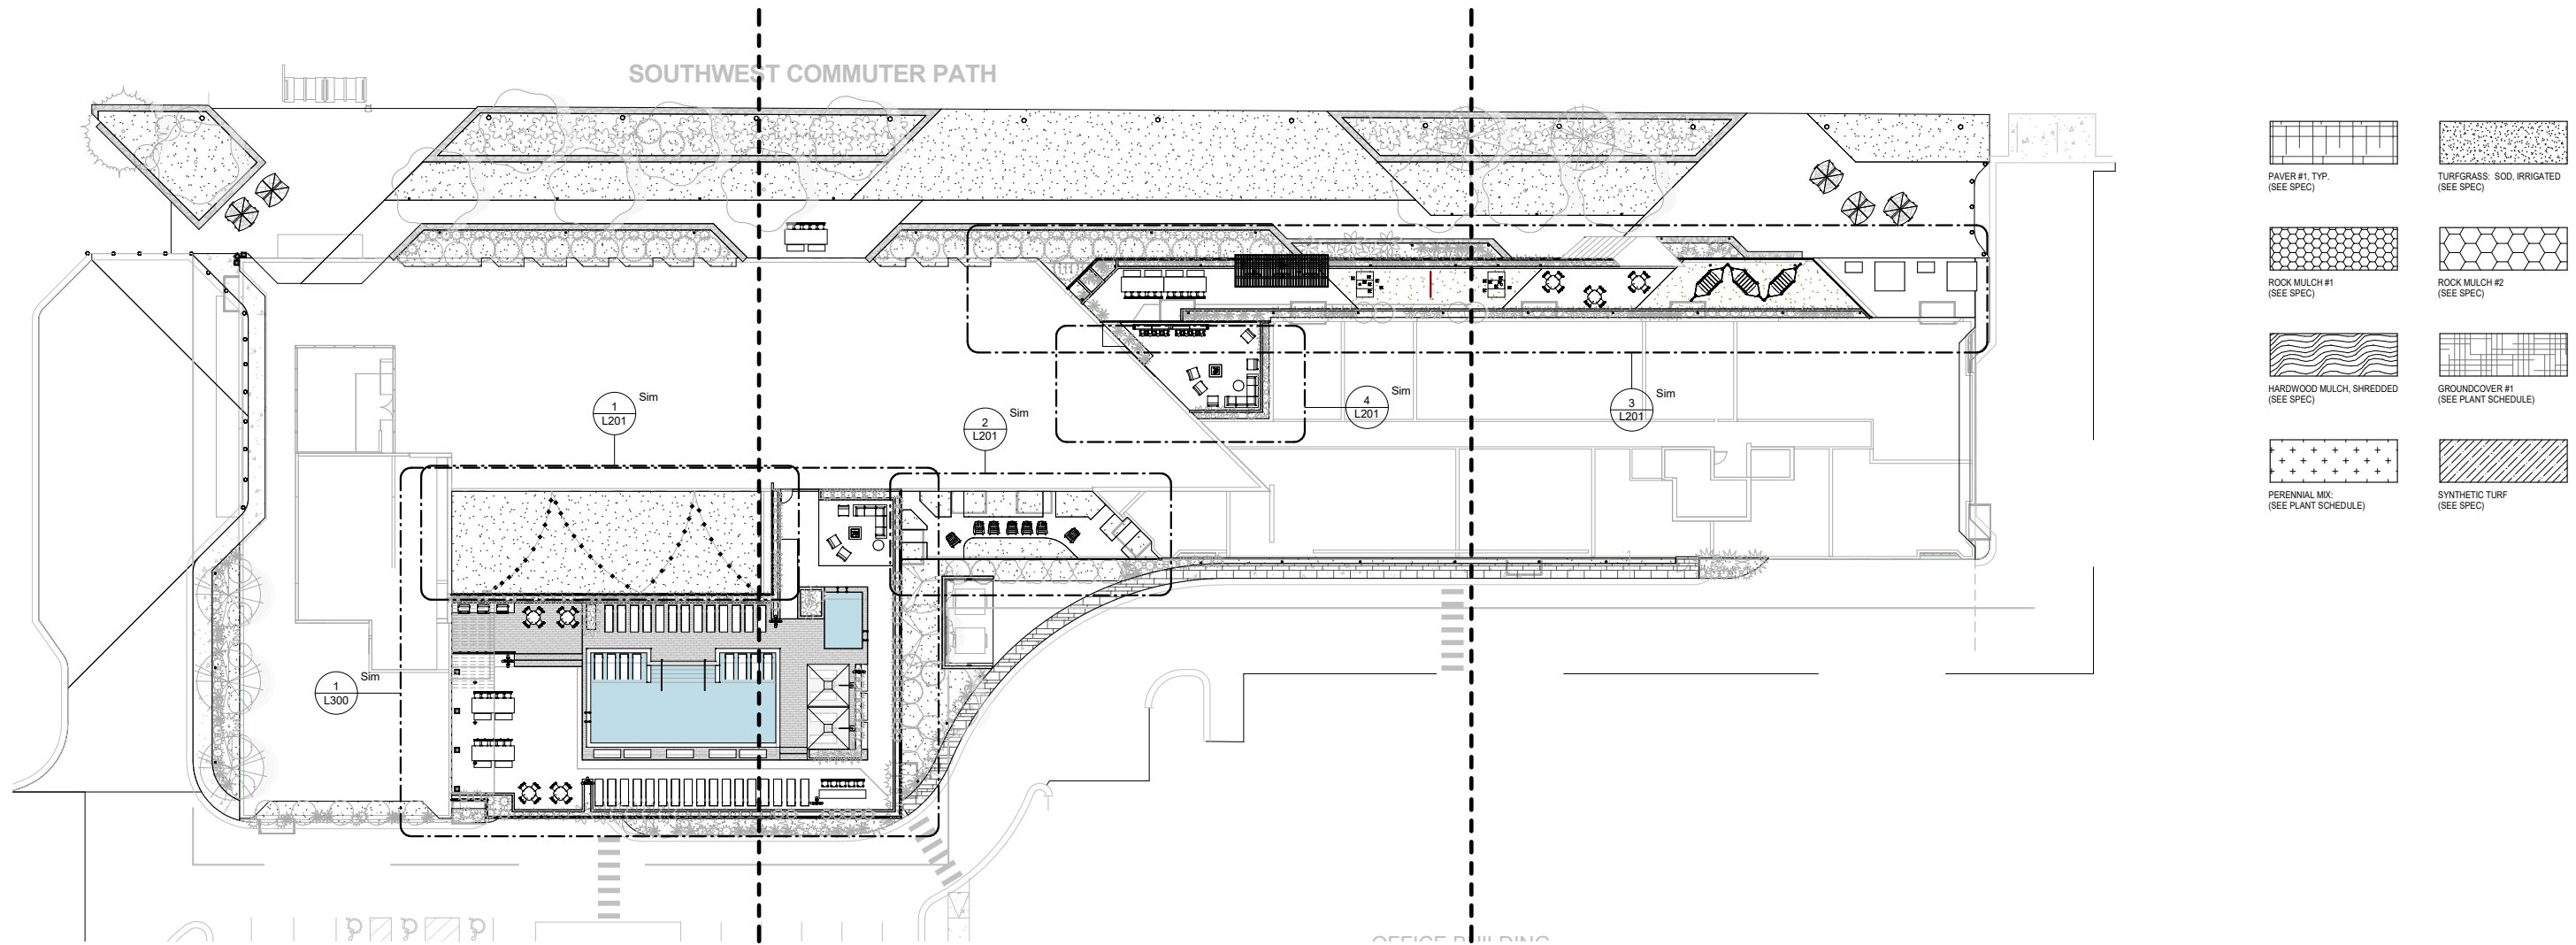 SOUTHWEST COMMUTER PATH
PAVER #1, TYP.
(SEE SPEC)
TURFGRASS: SOD, IRRIGATED
(SEE SPEC)
ROCK MULCH #1
(SEE SPEC)
ROCK MULCH #2
(SEE SPEC)
HARDWOOD MULCH, SHREDDED
(SEE SPEC)
GROUNDCOVER #1
(SEE PLANT SCHEDULE)
PERENNIAL MIX:
(SEE PLANT SCHEDULE)
SYNTHETIC TURF
(SEE SPEC)
1
L201
Sim
2
L201
Sim
4
L201
Sim
3
L201
Sim
1
L300
Sim
OFFICE BUILDING